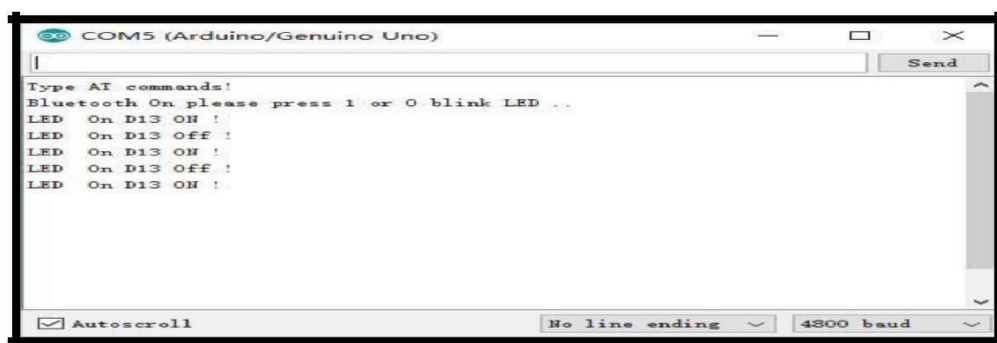 COM5 (Arduino/Genuino Uno)
Send
Type AT commands!
Bluetooth On please press 1 or 0 blink LED ..
LED On D13 ON !
LED On D13 Off !
LED On D13 ON !
LED On D13 Off !
LED On D13 ON !
Autoscroll
No line ending
4800 baud